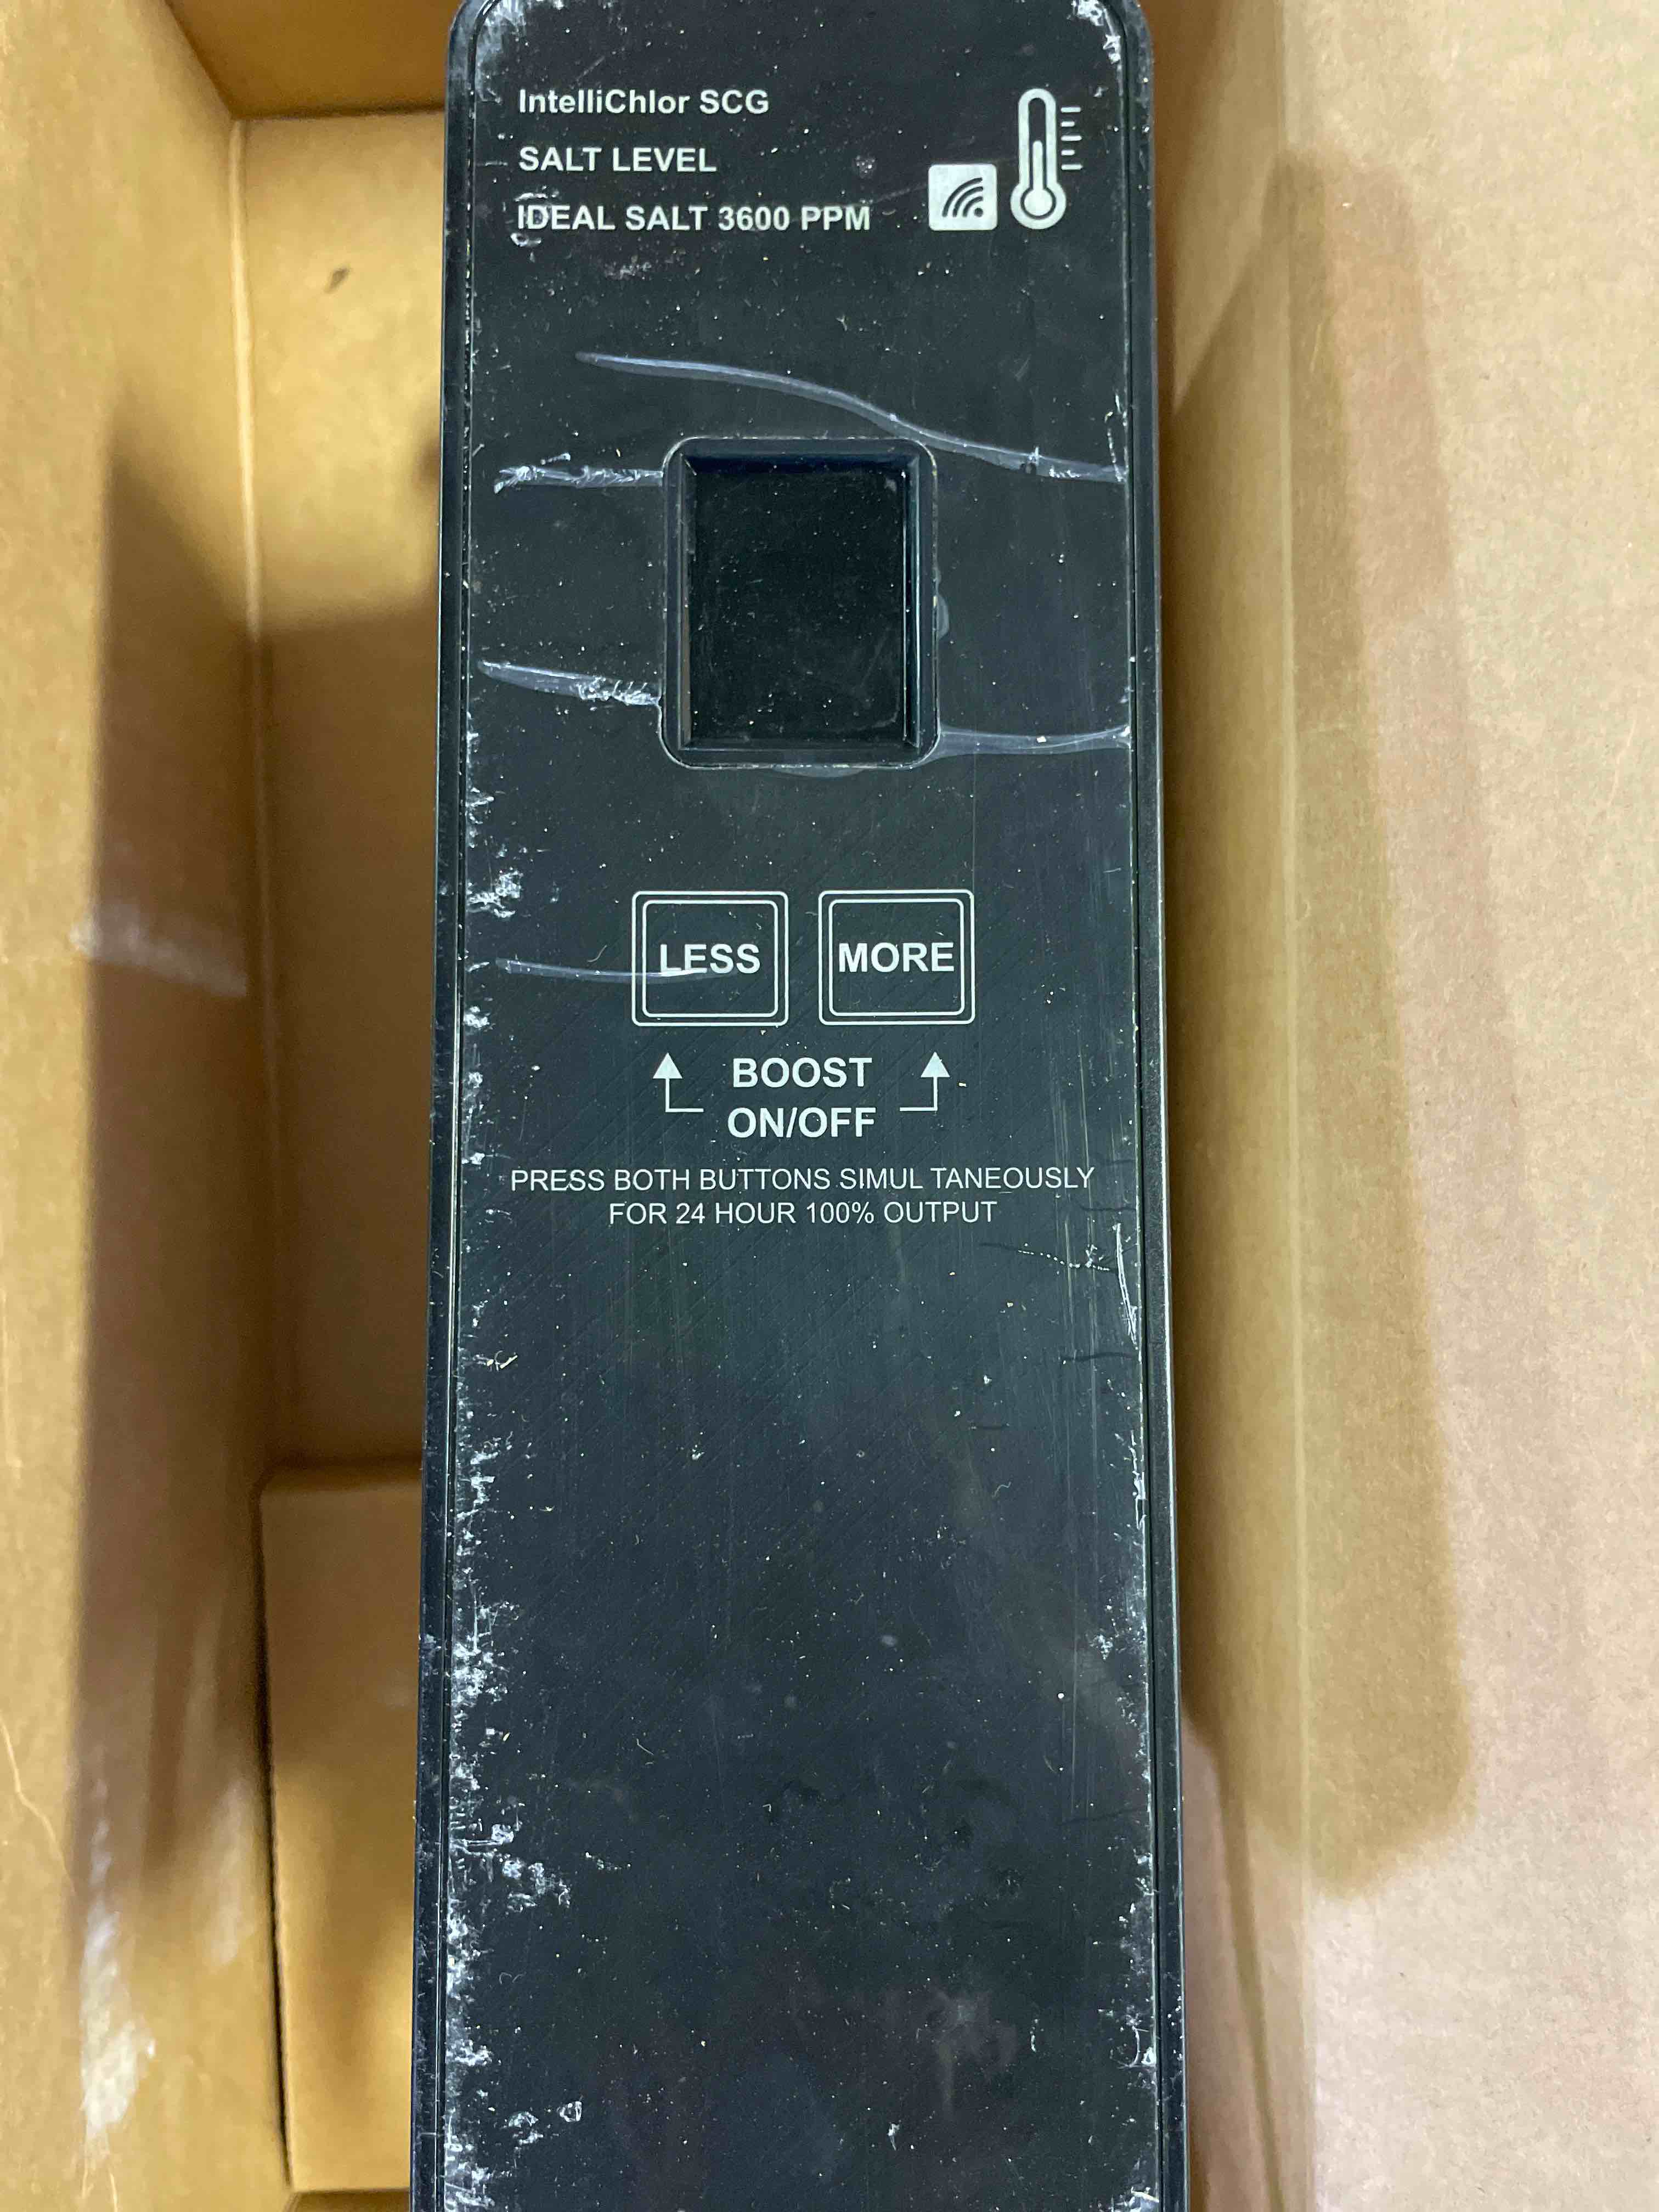 IntelliChlor SCG
SALT LEVEL
IDEAL SALT 3600 PPM
LESS MORE
BOOST
ON/OFF
PRESS BOTH BUTTONS SIMUL TANEOUSLY
FOR 24 HOUR 100% OUTPUT